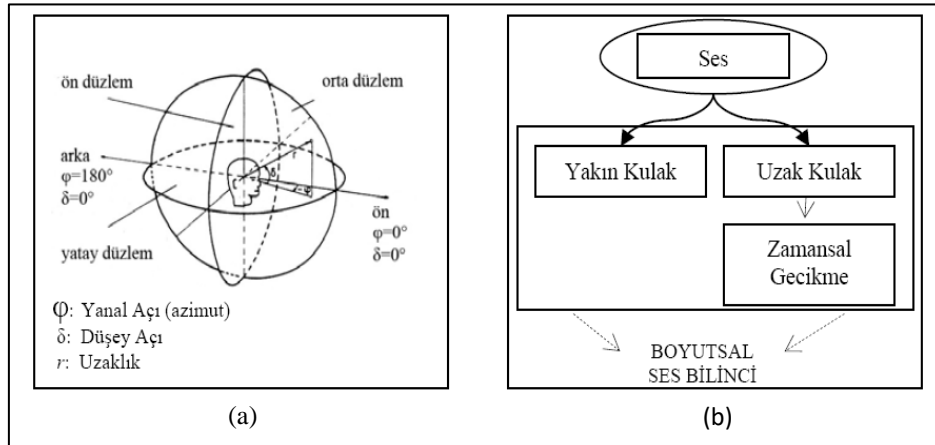 ön düzlem
orta düzlem
arka
φ=180°
δ=0°
r
δ
φ
ön
φ=0°
δ=0°
yatay düzlem
φ: Yanal Açı (azimut)
δ: Düşey Açı
r: Uzaklık
(a)
Ses
Yakın Kulak
Uzak Kulak
Zamansal
Gecikme
BOYUTSAL
SES BİLİNCİ
(b)